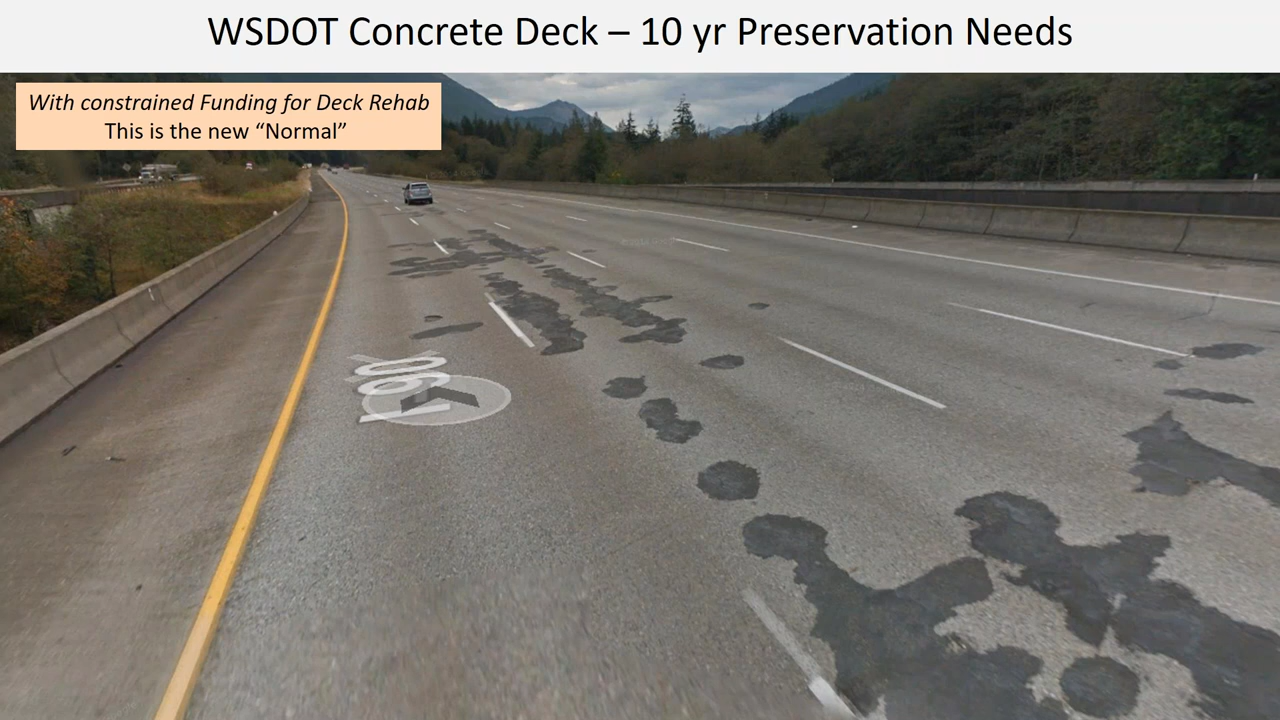 WSDOT Concrete Deck – 10 yr Preservation Needs
With constrained Funding for Deck Rehab
This is the new “Normal”
I-90